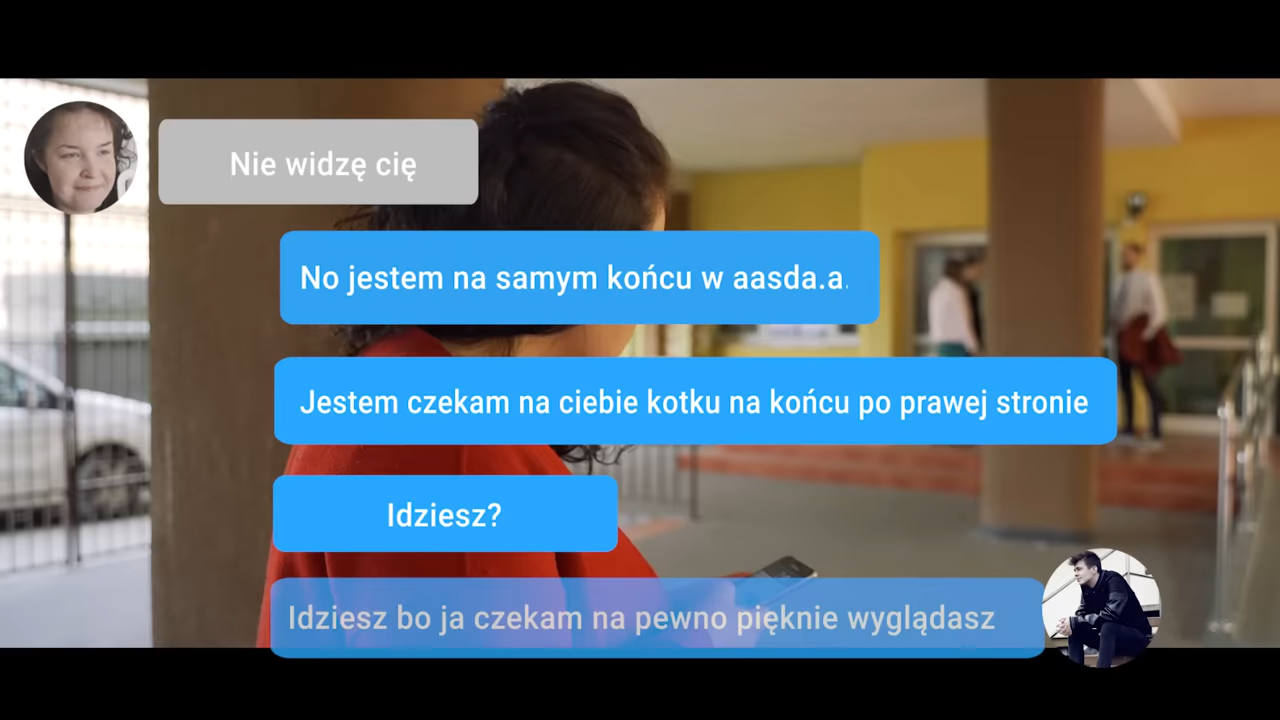 Nie widzę cię
No jestem na samym końcu w aasda.a.
Jestem czekam na ciebie kotku na końcu po prawej stronie
Idziesz?
Idziesz bo ja czekam na pewno pięknie wyglądasz